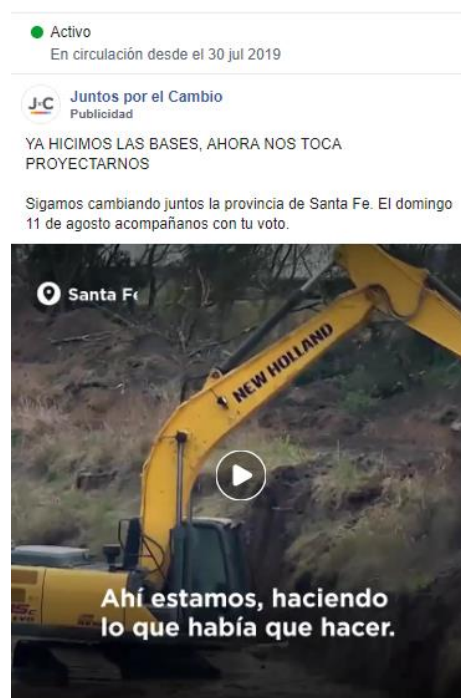 Activo
En circulación desde el 30 jul 2019
J×C
Juntos por el Cambio
Publicidad
YA HICIMOS LAS BASES, AHORA NOS TOCA
PROYECTARNOS
Sigamos cambiando juntos la provincia de Santa Fe. El domingo
11 de agosto acompañanos con tu voto.
Santa Fe
NEW HOLLAND
Ahí estamos, haciendo
lo que había que hacer.